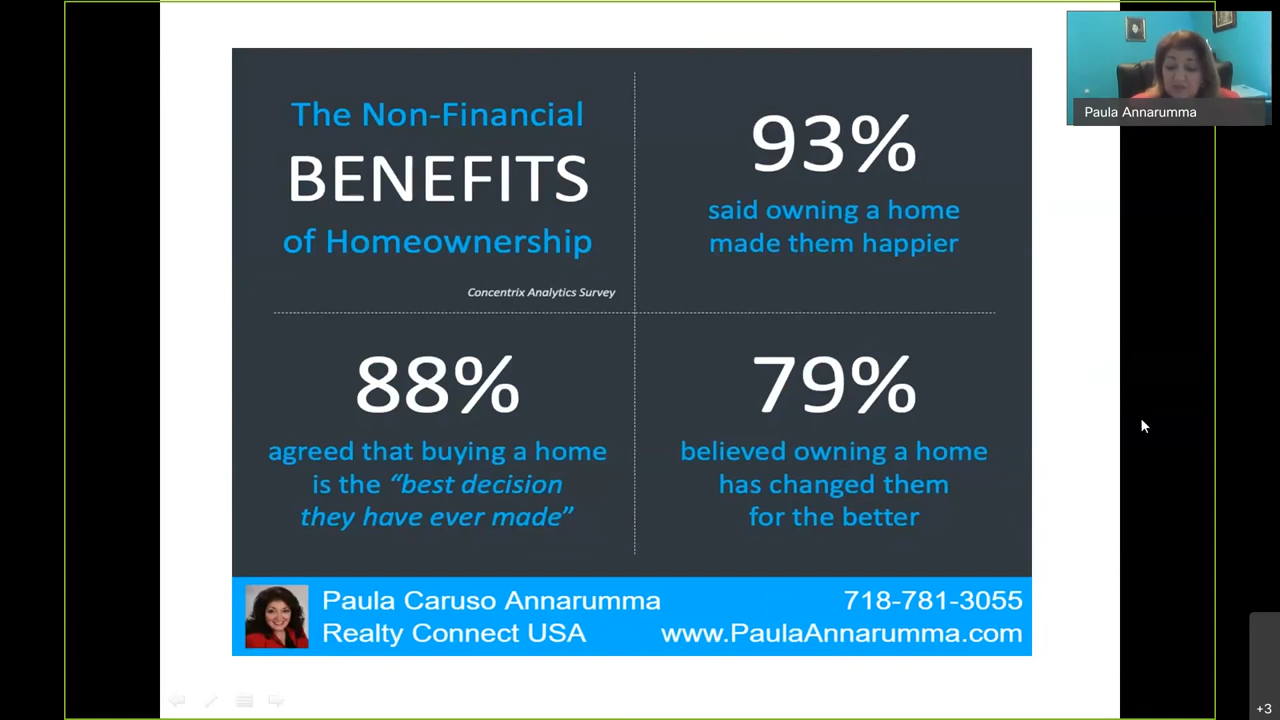 The Non-Financial
BENEFITS
of Homeownership
Concentrix Analytics Survey
93%
said owning a home
made them happier
88%
agreed that buying a home
is the “best decision
they have ever made”
79%
believed owning a home
has changed them
for the better
Paula Caruso Annarumma
Realty Connect USA
718-781-3055
www.PaulaAnnarumma.com
Paula Annarumma
+3